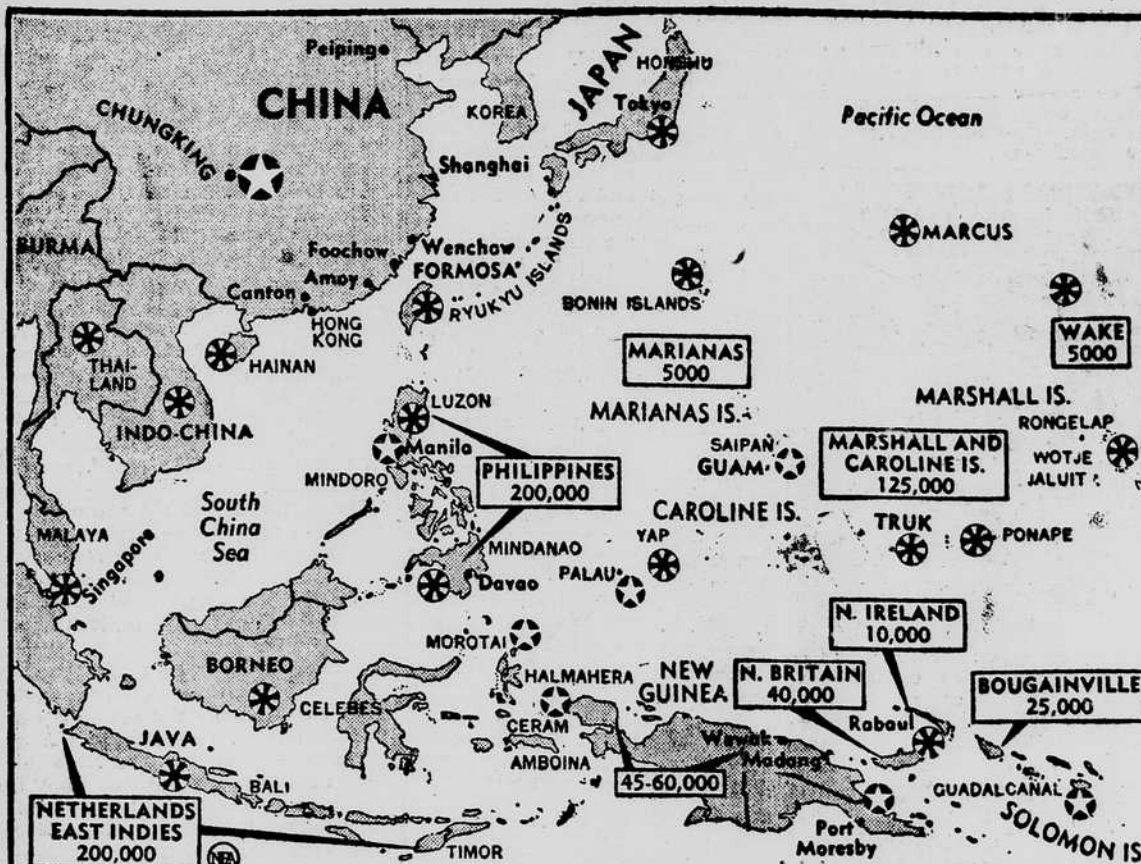 Peiping
CHINA
CHUNGKING
KOREA
JAPAN
HONSHU
Tokyo
Pacific Ocean
Shanghai
BURMA
Foochow
Wenchow
Amoy
FORMOSA
RYUKYU ISLANDS
Canton
HONG
KONG
HAINAN
THAI-
LAND
INDO-CHINA
MARCUS
BONIN ISLANDS
WAKE
5000
MARIANAS
5000
MARIANAS IS.
MARSHALL IS.
RONGELAP
WOTJE
JALUIT
LUZON
Manila
MINDORO
PHILIPPINES
200,000
SAIPAN
GUAM
MARSHALL AND
CAROLINE IS.
125,000
South
China
Sea
MALAYA
Singapore
CAROLINE IS.
YAP
TRUK
PONAPE
MINDANAO
Davao
PALAU
N. IRELAND
10,000
MOROTAI
BORNEO
HALMAHERA
NEW
GUINEA
N. BRITAIN
40,000
BOUGAINVILLE
25,000
CELEBES
CERAM
AMBOINA
Rabaul
Wewak
Madang
45-60,000
JAVA
BALI
GUADALCANAL
SOLOMON IS
NETHERLANDS
EAST INDIES
200,000
NEA
TIMOR
Port
Moresby